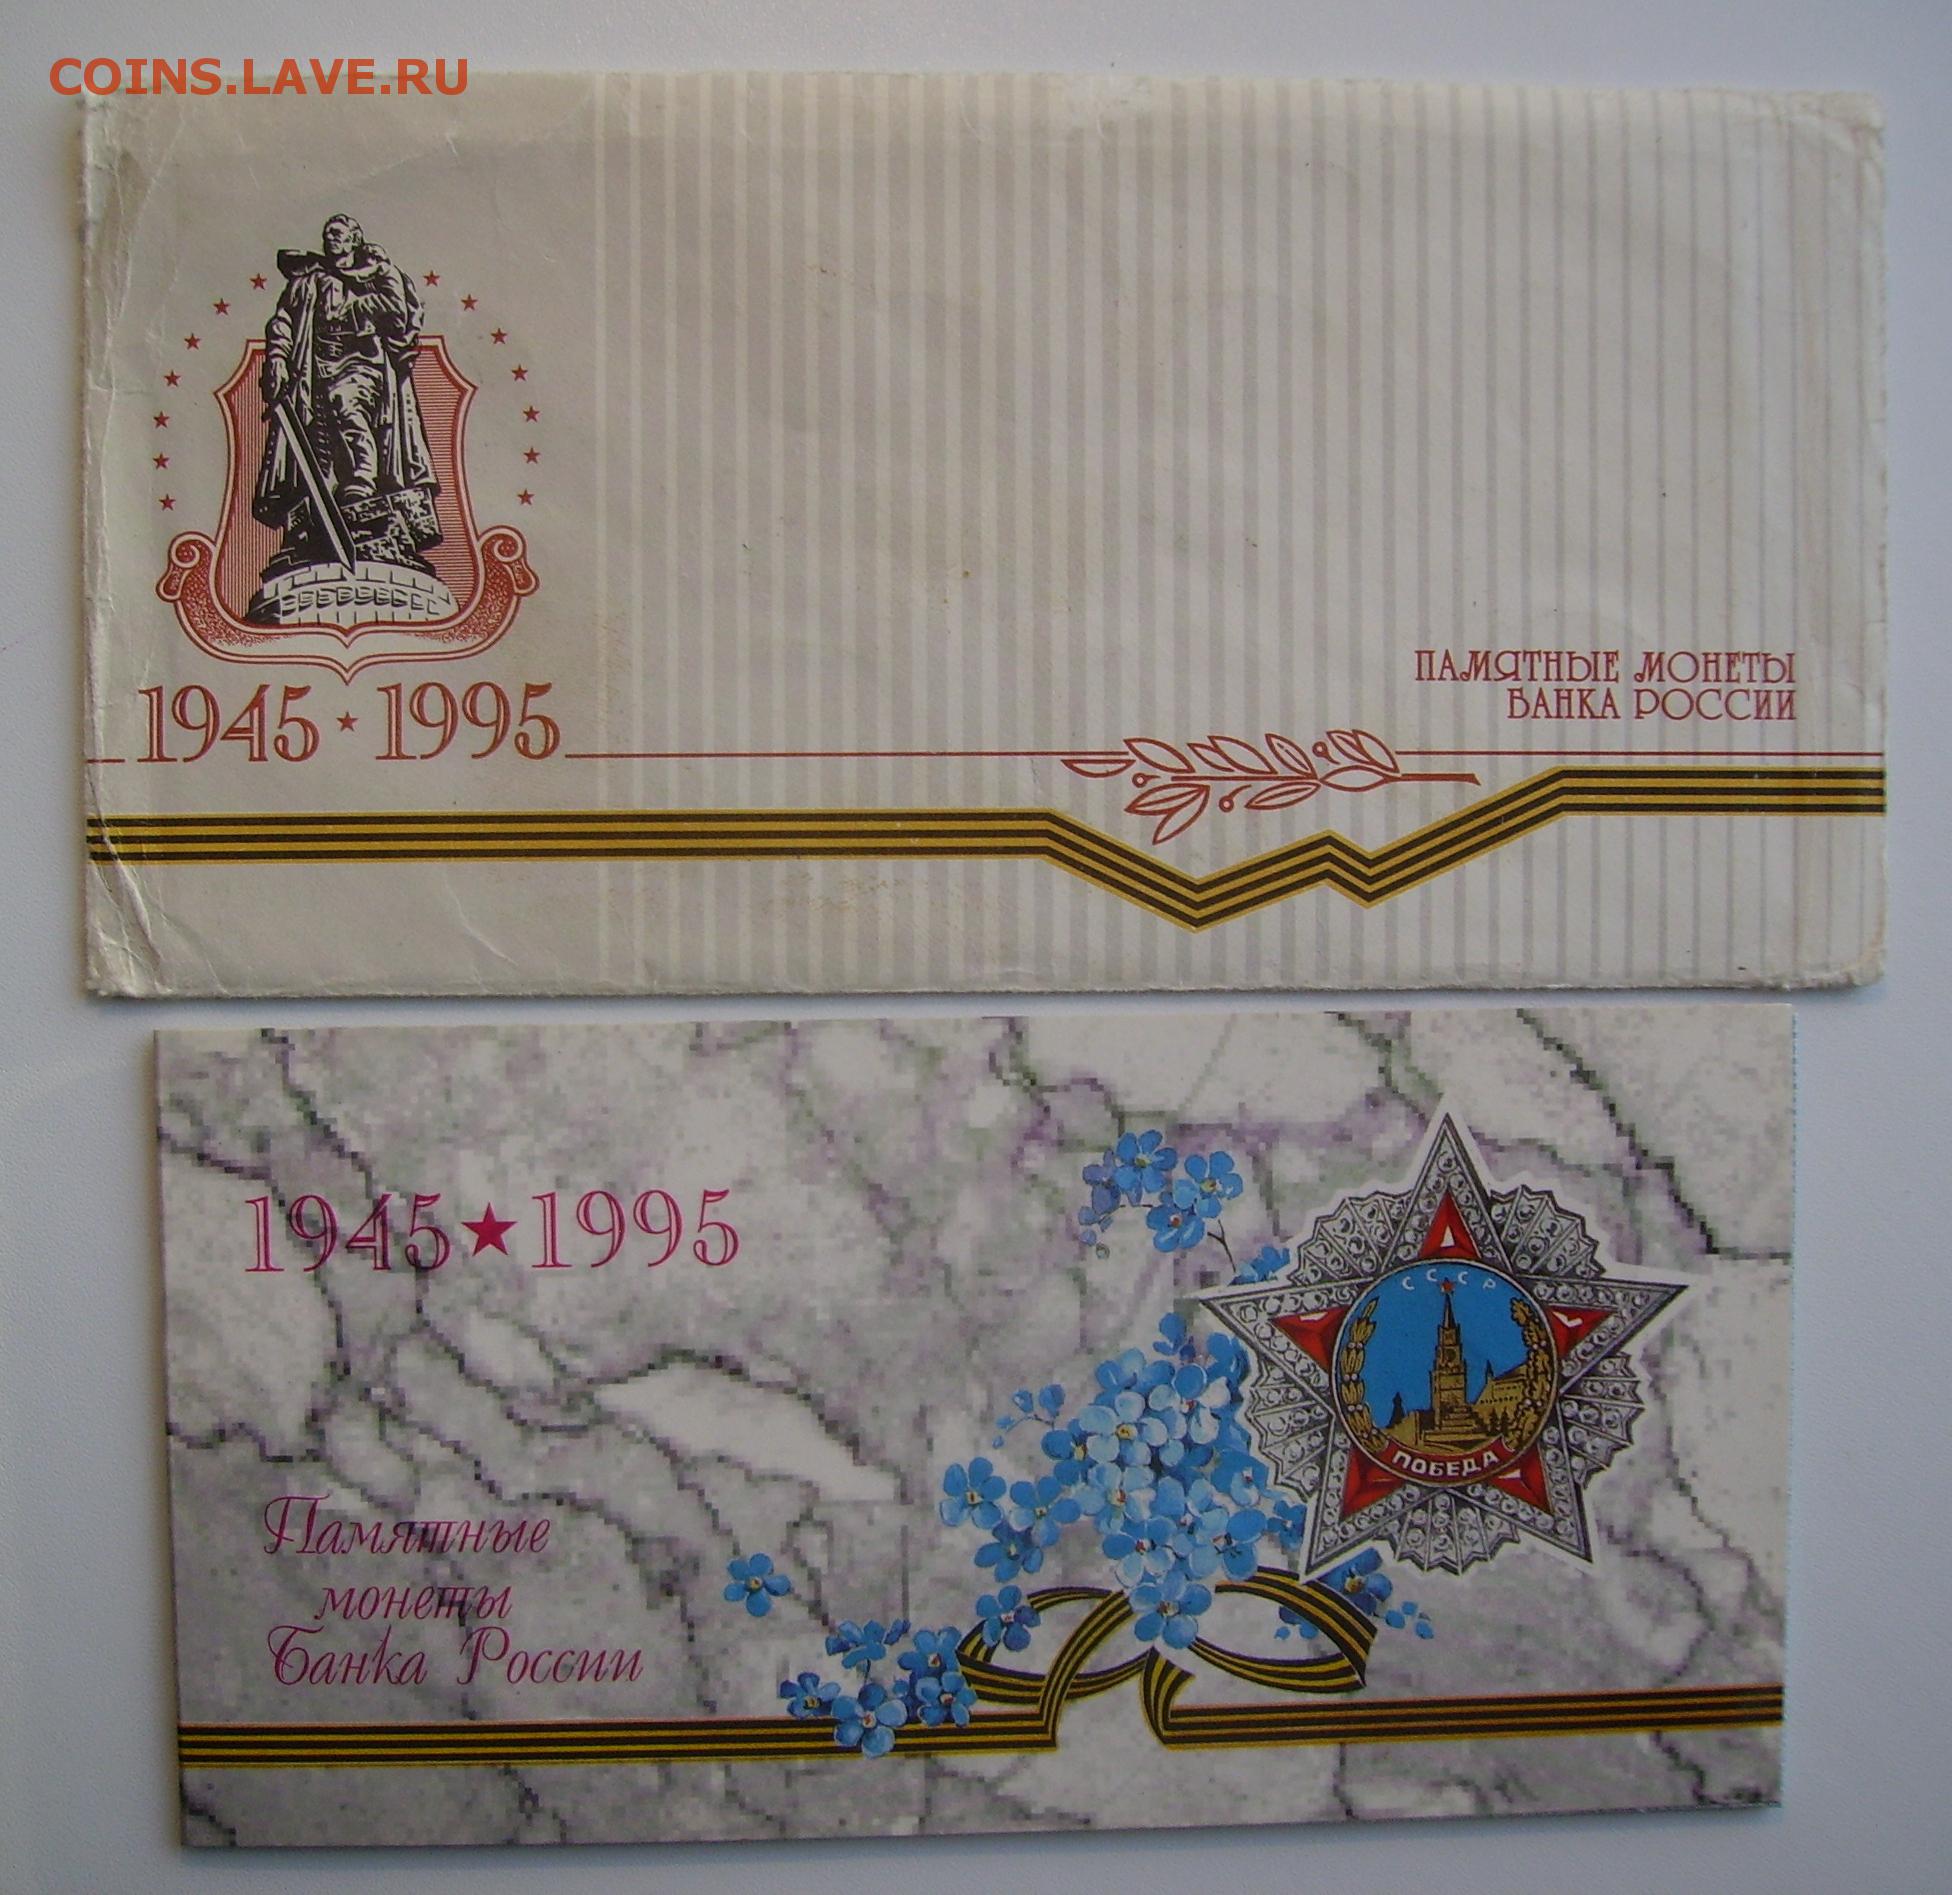 COINS.LAVE.RU
1945 ★ 1995
ПАМЯТНЫЕ МОНЕТЫ
БАНКА РОССИИ
1945★1995
СССР
ПОБЕДА
Памятные
монеты
Банка России